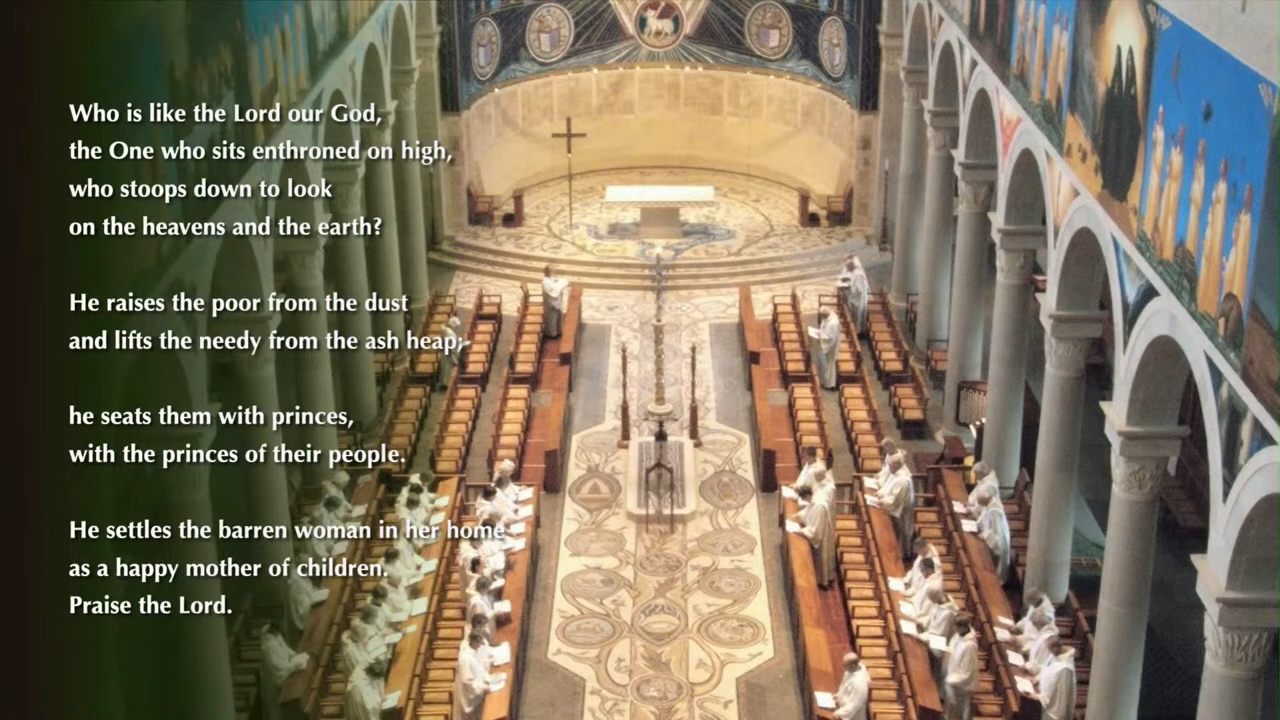 Who is like the Lord our God,
the One who sits enthroned on high,
who stoops down to look
on the heavens and the earth?
He raises the poor from the dust
and lifts the needy from the ash heap;
he seats them with princes,
with the princes of their people.
He settles the barren woman in her home
as a happy mother of children.
Praise the Lord.